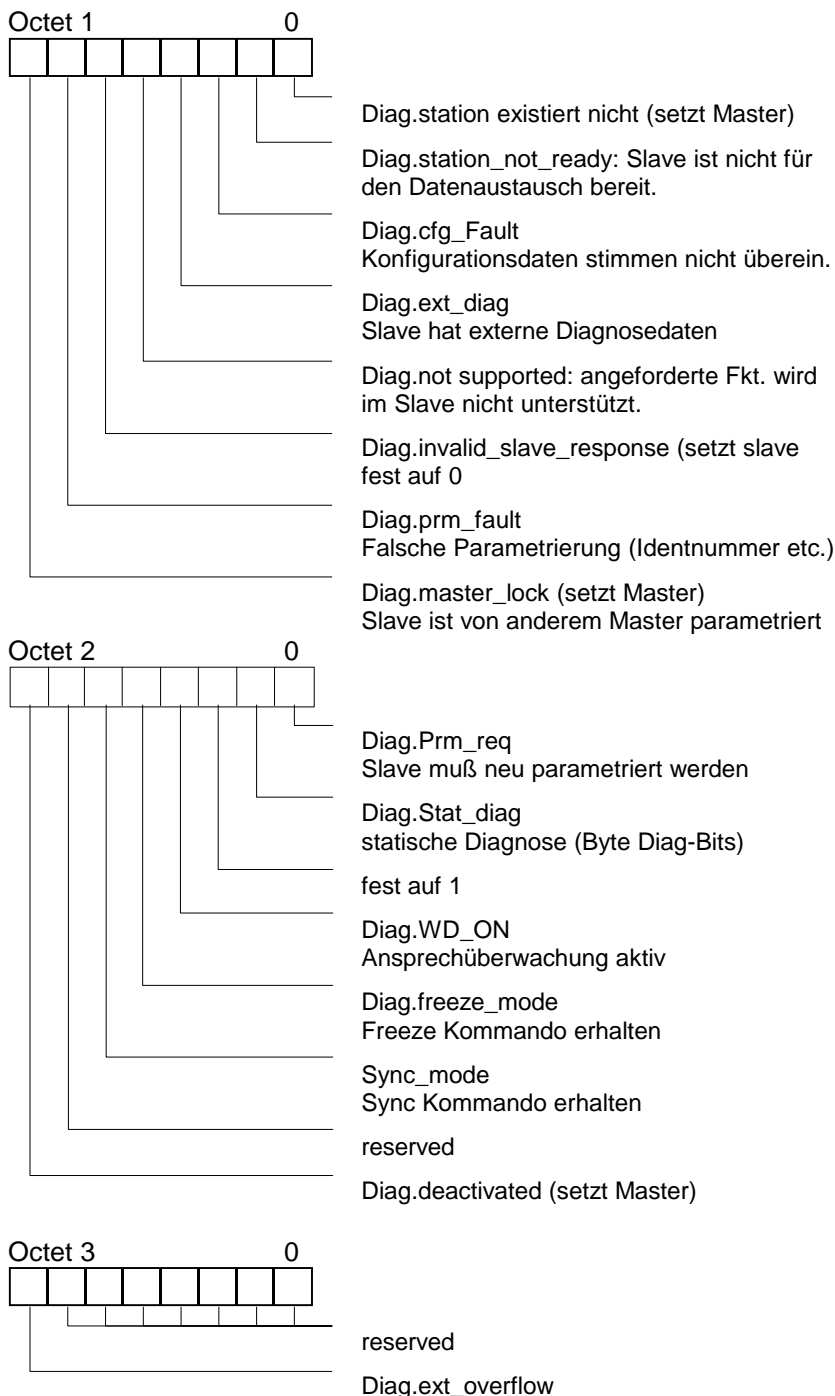 Octet 1 0
Diag.station existiert nicht (setzt Master)
Diag.station_not_ready: Slave ist nicht für
den Datenaustausch bereit.
Diag.cfg_Fault
Konfigurationsdaten stimmen nicht überein.
Diag.ext_diag
Slave hat externe Diagnosedaten
Diag.not supported: angeforderte Fkt. wird
im Slave nicht unterstützt.
Diag.invalid_slave_response (setzt slave
fest auf 0
Diag.prm_fault
Falsche Parametrierung (Identnummer etc.)
Diag.master_lock (setzt Master)
Slave ist von anderem Master parametriert
Octet 2 0
Diag.Prm_req
Slave muß neu parametriert werden
Diag.Stat_diag
statische Diagnose (Byte Diag-Bits)
fest auf 1
Diag.WD_ON
Ansprechüberwachung aktiv
Diag.freeze_mode
Freeze Kommando erhalten
Sync_mode
Sync Kommando erhalten
reserved
Diag.deactivated (setzt Master)
Octet 3 0
reserved
Diag.ext_overflow